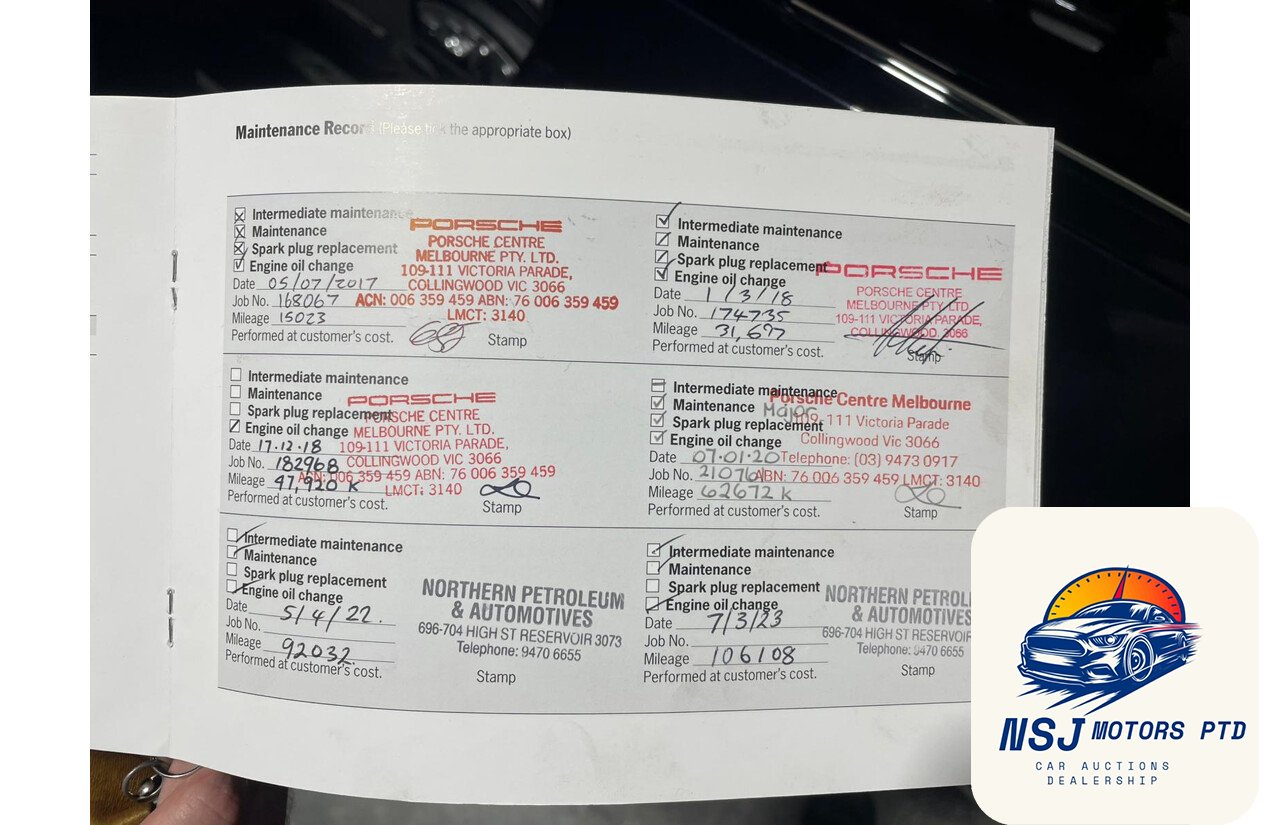 Maintenance Record (Please tick the appropriate box)
Intermediate maintenance
Maintenance
Spark plug replacement
Engine oil change
Date 05/07/2017
Job No. 168067
Mileage 15023
Performed at customer's cost.
PORSCHE
PORSCHE CENTRE
MELBOURNE PTY. LTD.
109-111 VICTORIA PARADE,
COLLINGWOOD VIC 3066
ACN: 006 359 459 ABN: 76 006 359 459
LMCT: 3140
Stamp
Intermediate maintenance
Maintenance
Spark plug replacement
Engine oil change
Date 1/3/18
Job No. 174735
Mileage 31,697
Performed at customer's cost.
PORSCHE
PORSCHE CENTRE
MELBOURNE PTY LTD
109-111 VICTORIA PARADE,
COLLINGWOOD, 3066
Stamp
Intermediate maintenance
Maintenance
Spark plug replacement
Engine oil change
Date 17.12.18
Job No. 182968
Mileage 47,920 K
Performed at customer's cost.
PORSCHE
PORSCHE CENTRE
MELBOURNE PTY. LTD.
109-111 VICTORIA PARADE,
COLLINGWOOD VIC 3066
ACN: 006 359 459 ABN: 76 006 359 459
LMCT: 3140
Stamp
Intermediate maintenance
Maintenance Major
Spark plug replacement
Engine oil change
Date 07.01.20
Job No. 210761
Mileage 62672 K
Performed at customer's cost.
Porsche Centre Melbourne
109-111 Victoria Parade
Collingwood Vic 3066
Telephone: (03) 9473 0917
ABN: 76 006 359 459 LMCT: 3140
Stamp
Intermediate maintenance
Maintenance
Spark plug replacement
Engine oil change
Date 5/4/22.
Job No.
Mileage 92032
Performed at customer's cost.
NORTHERN PETROLEUM
& AUTOMOTIVES
696-704 HIGH ST RESERVOIR 3073
Telephone: 9470 6655
Stamp
Intermediate maintenance
Maintenance
Spark plug replacement
Engine oil change
Date 7/3/23
Job No.
Mileage 106108
Performed at customer's cost.
NORTHERN PETROL
& AUTOMOTIVES
696-704 HIGH ST RESERVOIR
Telephone: 9470 6655
Stamp
NSJ MOTORS PTD
CAR AUCTIONS
DEALERSHIP